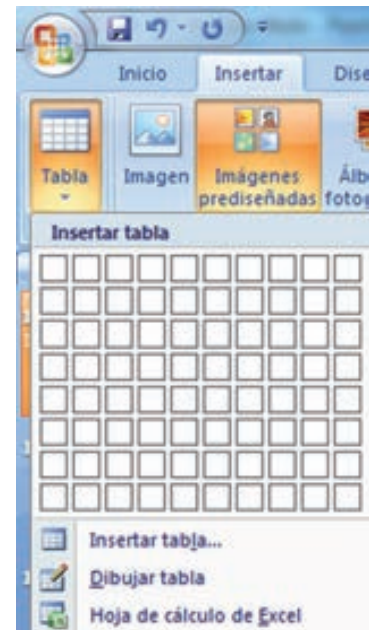 Inicio Insertar Dise
Tabla Imagen Imágenes prediseñadas Álb fotog
Insertar tabla
Insertar tabla...
Dibujar tabla
Hoja de cálculo de Excel